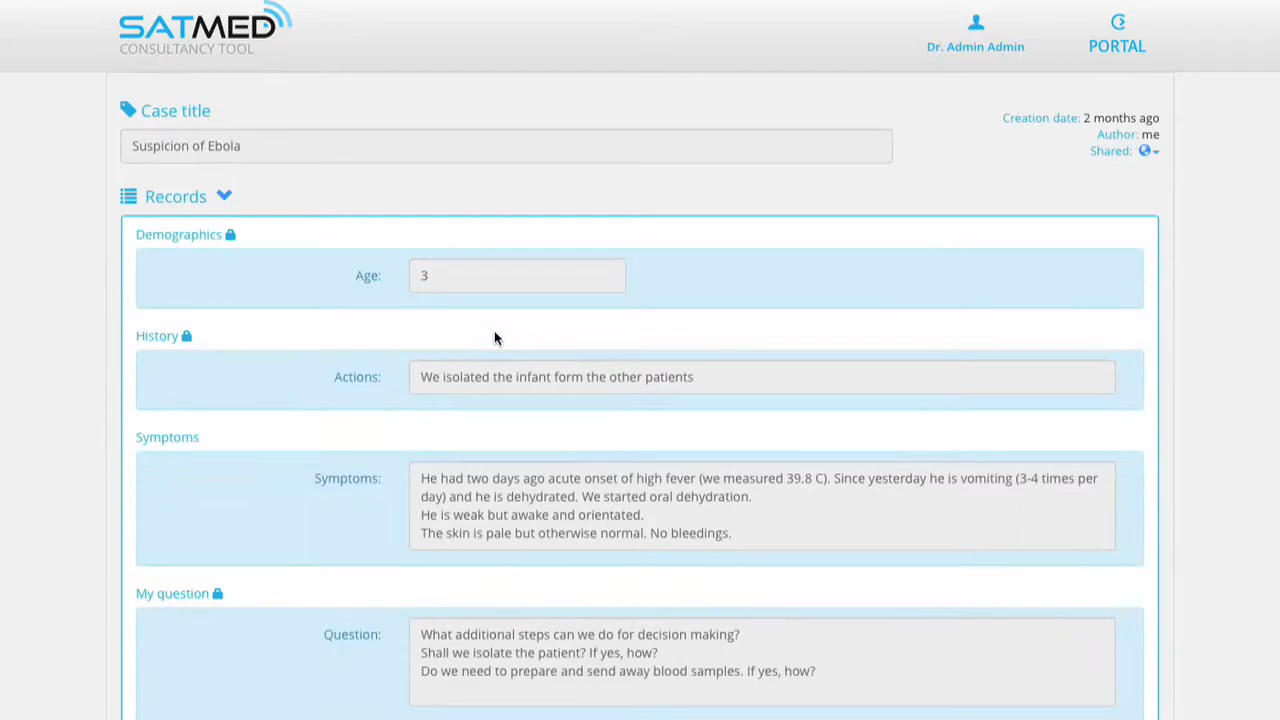 SATMED
CONSULTANCY TOOL
Dr. Admin Admin
PORTAL
Case title
Creation date: 2 months ago
Suspicion of Ebola
Author: me
Shared:
Records
Demographics
Age: 3
History
Actions: We isolated the infant form the other patients
Symptoms
Symptoms: He had two days ago acute onset of high fever (we measured 39.8 C). Since yesterday he is vomiting (3-4 times per
day) and he is dehydrated. We started oral dehydration.
He is weak but awake and orientated.
The skin is pale but otherwise normal. No bleedings.
My question
Question: What additional steps can we do for decision making?
Shall we isolate the patient? If yes, how?
Do we need to prepare and send away blood samples. If yes, how?